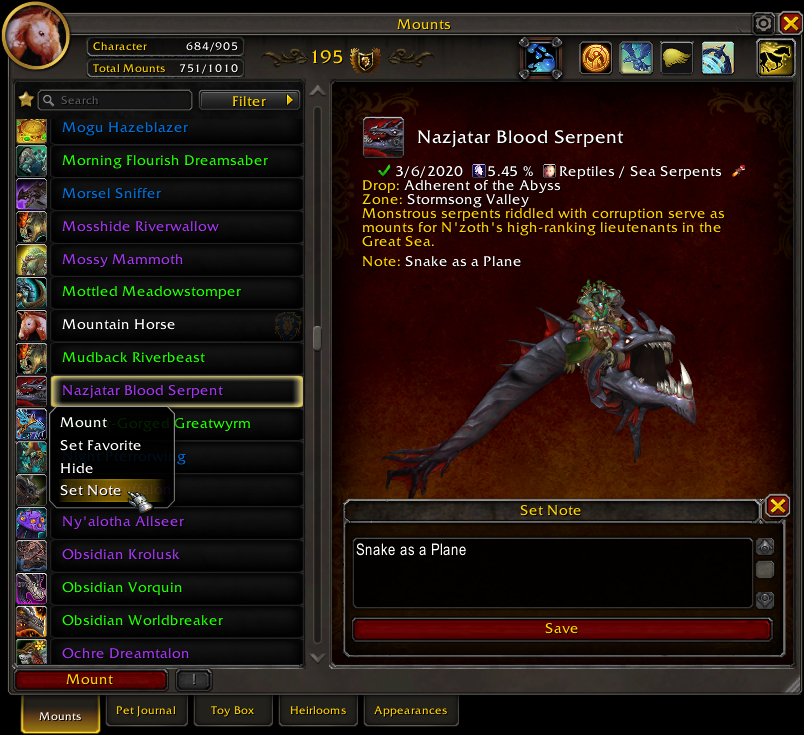 Mounts
Character 684/905
Total Mounts 751/1010
195
Search
Filter
Mogu Hazeblazer
Morning Flourish Dreamsaber
Morsel Sniffer
Mosshide Riverwallow
Mossy Mammoth
Mottled Meadowstomper
Mountain Horse
Mudback Riverbeast
Nazjatar Blood Serpent
-Gorged Greatwyrm
Mount
Set Favorite
Hide
Set Note
Ny'alotha Allseer
Obsidian Krolusk
Obsidian Vorquin
Obsidian Worldbreaker
Ochre Dreamtalon
Mount
!
Nazjatar Blood Serpent
3/6/2020 5.45 % Reptiles / Sea Serpents
Drop: Adherent of the Abyss
Zone: Stormsong Valley
Monstrous serpents riddled with corruption serve as
mounts for N'zoth's high-ranking lieutenants in the
Great Sea.
Note: Snake as a Plane
Set Note
Snake as a Plane
Save
Mounts
Pet Journal
Toy Box
Heirlooms
Appearances